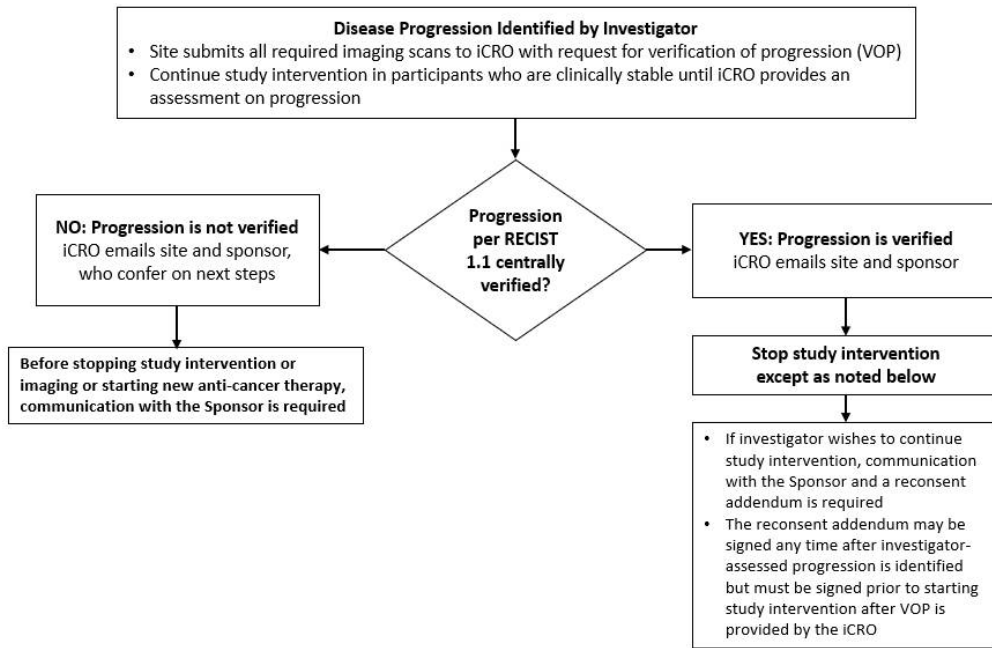 Disease Progression Identified by Investigator
• Site submits all required imaging scans to iCRO with request for verification of progression (VOP)
• Continue study intervention in participants who are clinically stable until iCRO provides an
assessment on progression
Progression
per RECIST
1.1 centrally
verified?
NO: Progression is not verified
iCRO emails site and sponsor,
who confer on next steps
Before stopping study intervention or
imaging or starting new anti-cancer therapy,
communication with the Sponsor is required
YES: Progression is verified
iCRO emails site and sponsor
Stop study intervention
except as noted below
• If investigator wishes to continue
study intervention, communication
with the Sponsor and a reconsent
addendum is required
• The reconsent addendum may be
signed any time after investigator-
assessed progression is identified
but must be signed prior to starting
study intervention after VOP is
provided by the iCRO